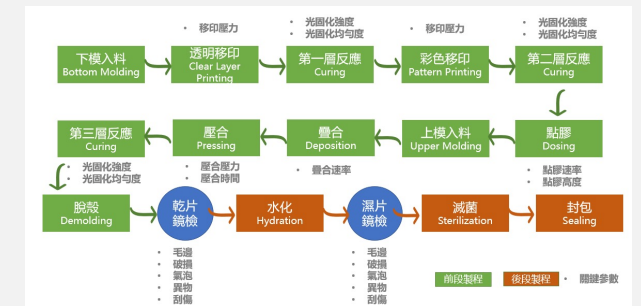 • 移印壓力
• 光固化強度
• 光固化均勻度
• 移印壓力
• 光固化強度
• 光固化均勻度
下模入料
Bottom Molding
透明移印
Clear Layer
Printing
第一層反應
Curing
彩色移印
Pattern Printing
第二層反應
Curing
第三層反應
Curing
壓合
Pressing
疊合
Deposition
上模入料
Upper Molding
點膠
Dosing
• 光固化強度
• 光固化均勻度
• 壓合壓力
• 壓合時間
• 疊合速率
• 點膠速率
• 點膠高度
脫殼
Demolding
乾片
鏡檢
水化
Hydration
濕片
鏡檢
滅菌
Sterilization
封包
Sealing
• 毛邊
• 破損
• 氣泡
• 異物
• 刮傷
• 毛邊
• 破損
• 氣泡
• 異物
• 刮傷
前段製程
後段製程
• 關鍵參數